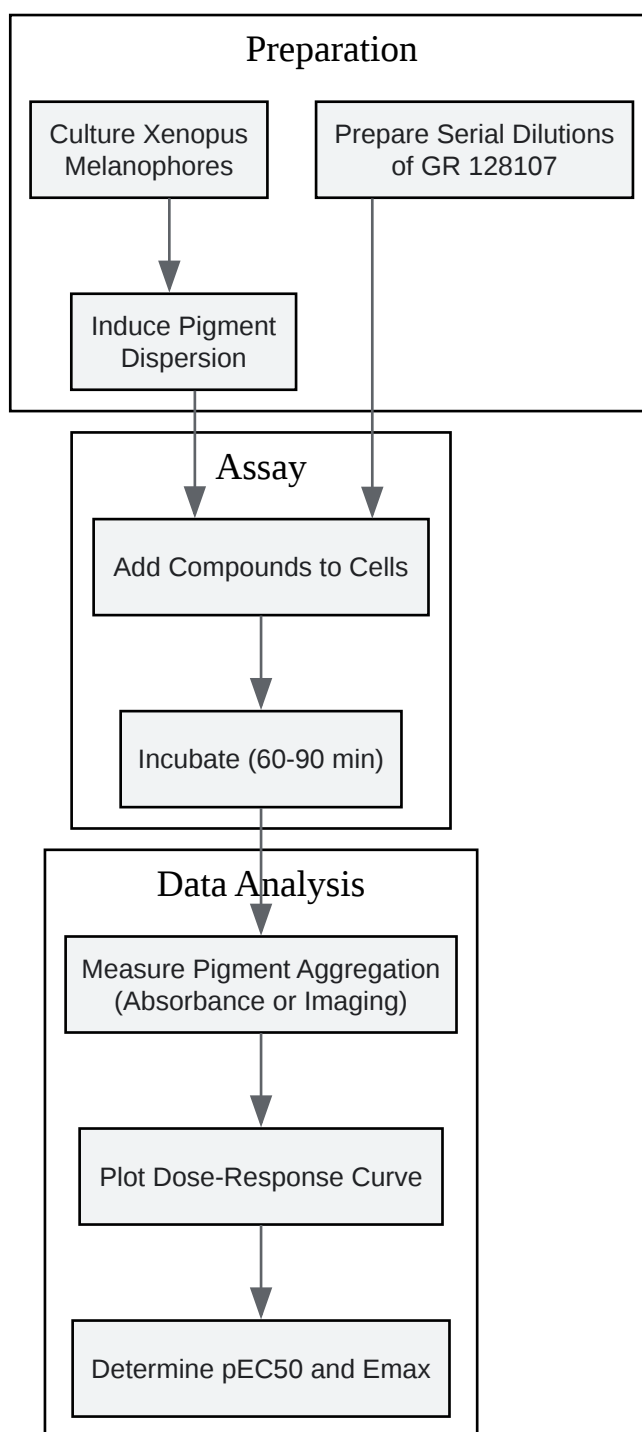 Preparation
Culture Xenopus
Melanophores
Prepare Serial Dilutions
of GR 128107
Induce Pigment
Dispersion
Assay
Add Compounds to Cells
Incubate (60-90 min)
Data Analysis
Measure Pigment Aggregation
(Absorbance or Imaging)
Plot Dose-Response Curve
Determine pEC50 and Emax